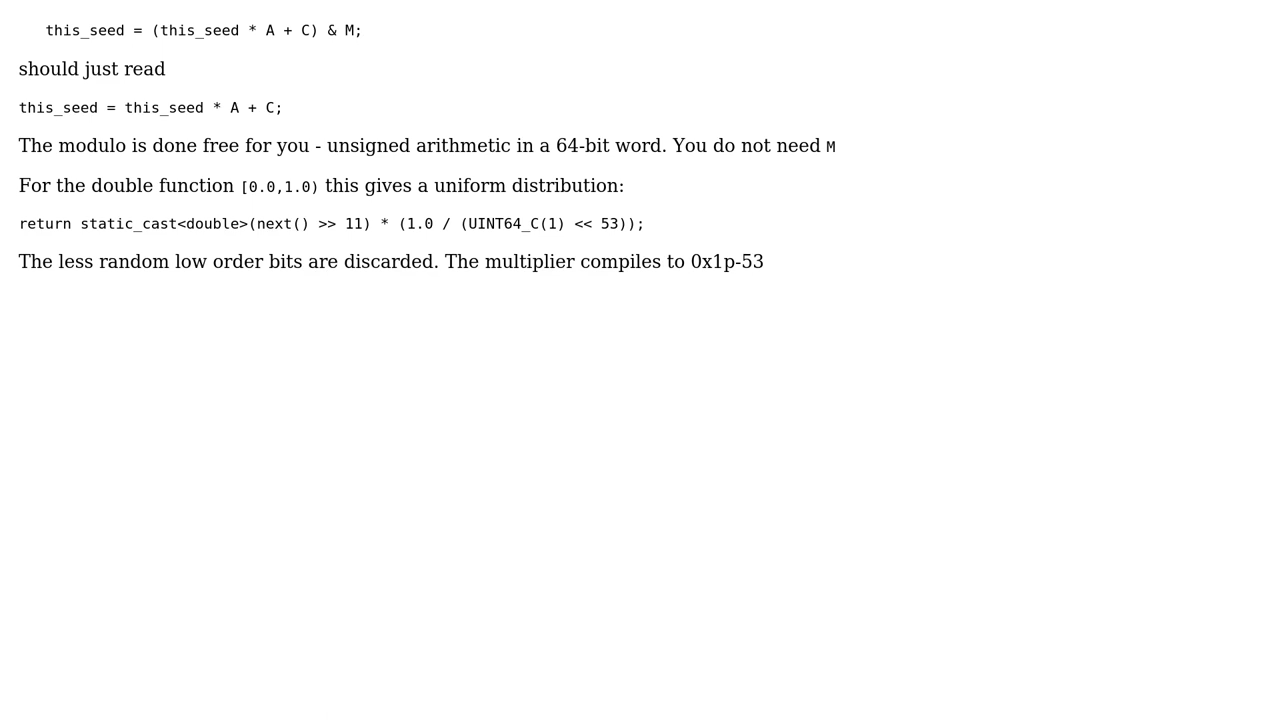 this_seed = (this_seed * A + C) & M;
should just read
this_seed = this_seed * A + C;
The modulo is done free for you - unsigned arithmetic in a 64-bit word. You do not need M
For the double function [0.0,1.0) this gives a uniform distribution:
return static_cast<double>(next() >> 11) * (1.0 / (UINT64_C(1) << 53));
The less random low order bits are discarded. The multiplier compiles to 0x1p-53